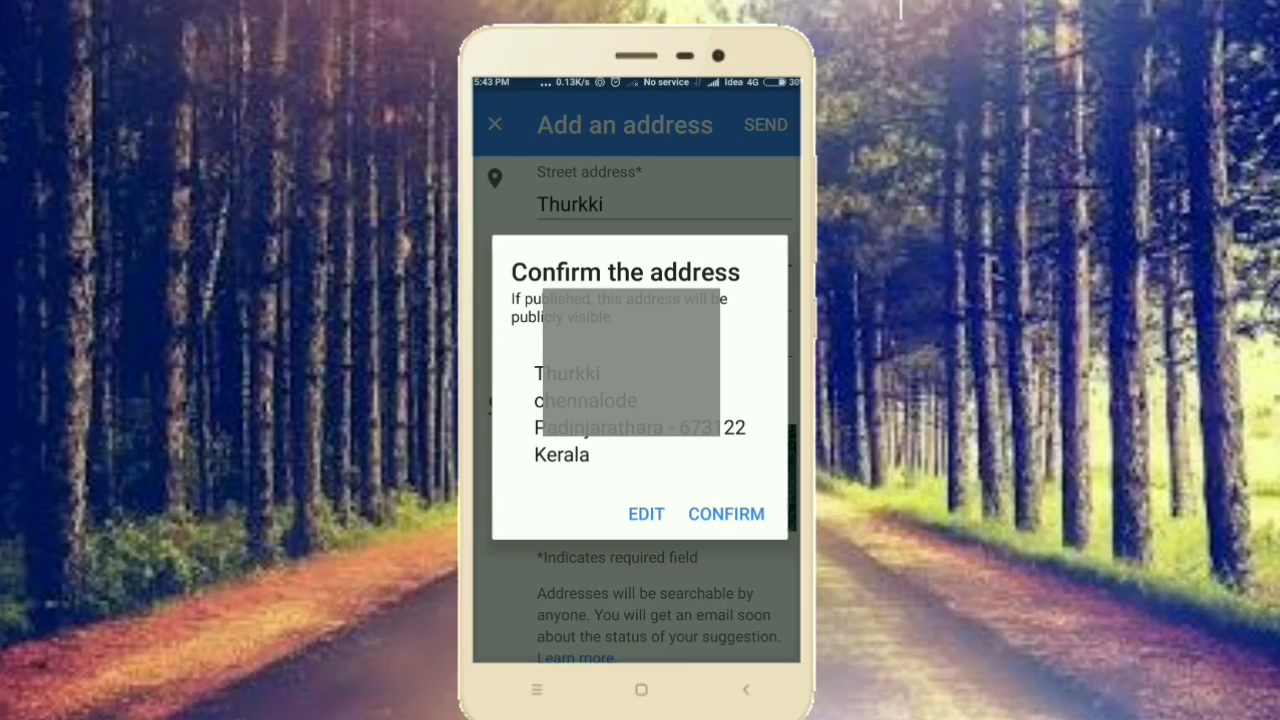 5:43 PM ... 0.13K/s No service Idea 4G 30
Add an address SEND
Street address*
Thurkki
Confirm the address
If published, this address will be
publicly visible
Thurkki
chennalode
Padinjarathara - 673122
Kerala
EDIT CONFIRM
*Indicates required field
Addresses will be searchable by
anyone. You will get an email soon
about the status of your suggestion.
Learn more.